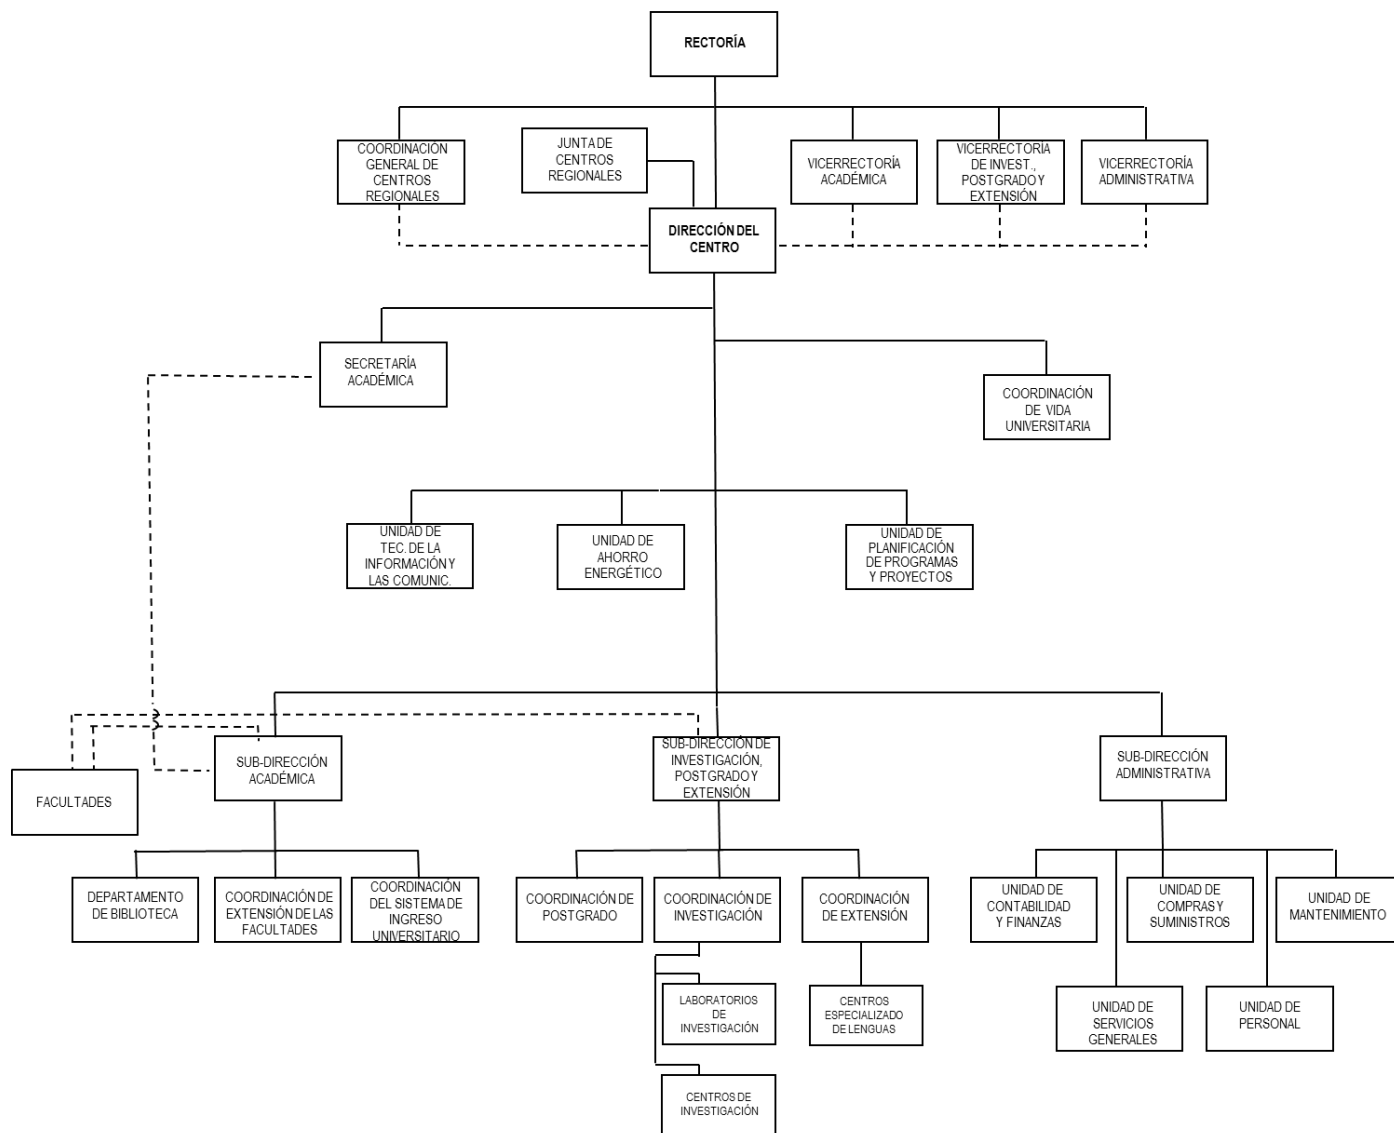 RECTORÍA
COORDINACIÓN
GENERAL DE
CENTROS
REGIONALES
JUNTA DE
CENTROS
REGIONALES
VICERRECTORÍA
ACADÉMICA
VICERRECTORÍA
DE INVEST.,
POSTGRADO Y
EXTENSIÓN
VICERRECTORÍA
ADMINISTRATIVA
DIRECCIÓN DEL
CENTRO
SECRETARÍA
ACADÉMICA
COORDINACIÓN
DE VIDA
UNIVERSITARIA
UNIDAD DE
TEC. DE LA
INFORMACIÓN Y
LAS COMUNIC.
UNIDAD DE
AHORRO
ENERGÉTICO
UNIDAD DE
PLANIFICACIÓN
DE PROGRAMAS
Y PROYECTOS
FACULTADES
SUB-DIRECCIÓN
ACADÉMICA
SUB-DIRECCIÓN DE
INVESTIGACIÓN,
POSTGRADO Y
EXTENSIÓN
SUB-DIRECCIÓN
ADMINISTRATIVA
DEPARTAMENTO
DE BIBLIOTECA
COORDINACIÓN DE
EXTENSIÓN DE LAS
FACULTADES
COORDINACIÓN
DEL SISTEMA DE
INGRESO
UNIVERSITARIO
COORDINACIÓN DE
POSTGRADO
COORDINACIÓN DE
INVESTIGACIÓN
COORDINACIÓN
DE EXTENSIÓN
UNIDAD DE
CONTABILIDAD
Y FINANZAS
UNIDAD DE
COMPRAS Y
SUMINISTROS
UNIDAD DE
MANTENIMIENTO
LABORATORIOS
DE
INVESTIGACIÓN
CENTROS
ESPECIALIZADO
DE LENGUAS
UNIDAD DE
SERVICIOS
GENERALES
UNIDAD DE
PERSONAL
CENTROS DE
INVESTIGACIÓN